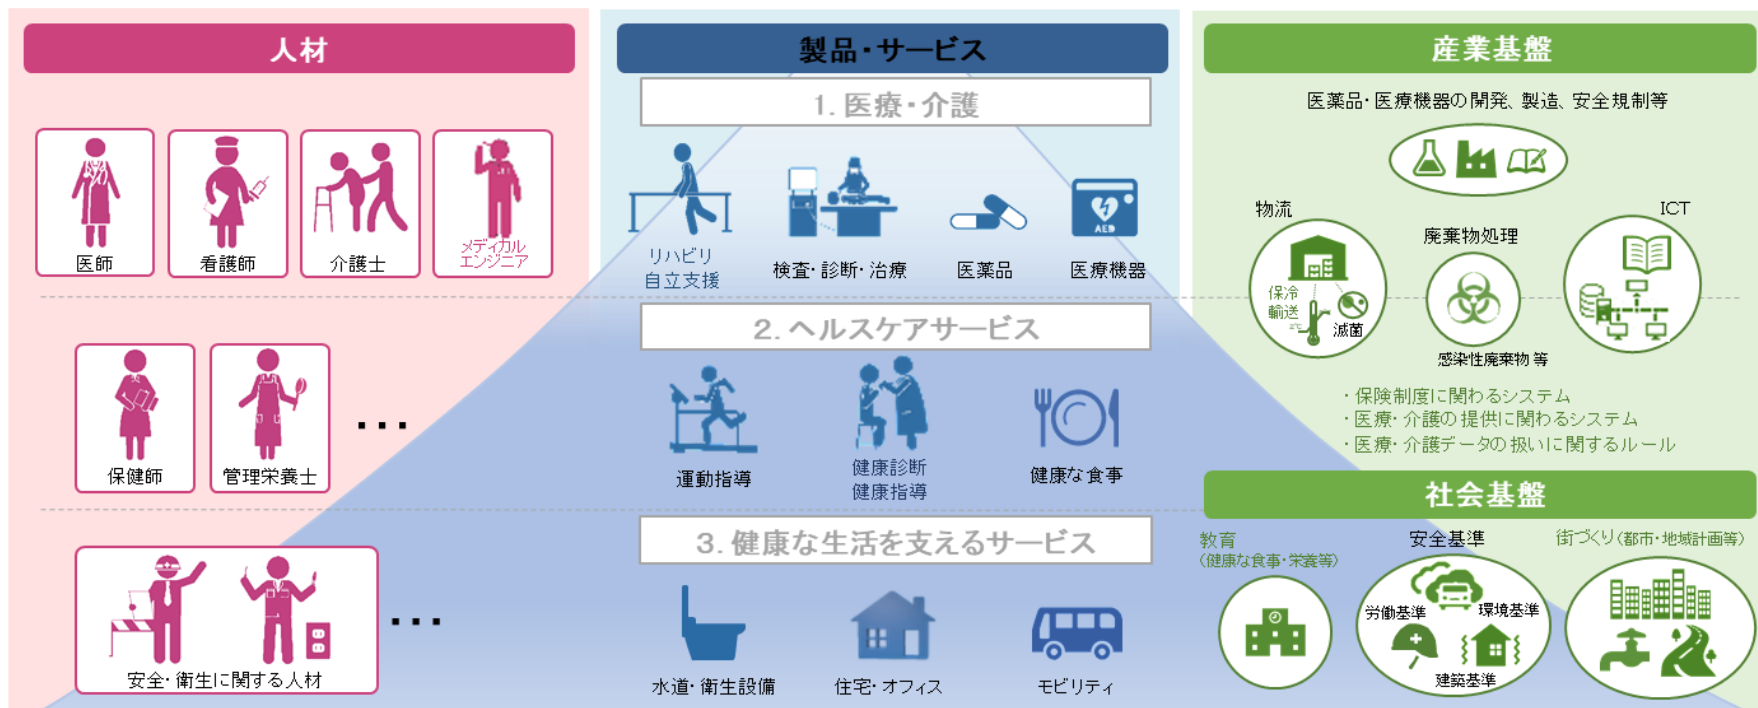 人材
医師
看護師
介護士
メディカル
エンジニア
保健師
管理栄養士
...
安全・衛生に関する人材
...
製品・サービス
1. 医療・介護
リハビリ
自立支援
検査・診断・治療
医薬品
AED
医療機器
2. ヘルスケアサービス
運動指導
健康診断
健康指導
健康な食事
3. 健康な生活を支えるサービス
水道・衛生設備
住宅・オフィス
モビリティ
産業基盤
医薬品・医療機器の開発、製造、安全規制等
物流
保冷
輸送
滅菌
廃棄物処理
感染性廃棄物 等
ICT
・保険制度に関わるシステム
・医療・介護の提供に関わるシステム
・医療・介護データの扱いに関するルール
社会基盤
教育
(健康な食事・栄養等)
安全基準
労働基準
環境基準
建築基準
街づくり(都市・地域計画等)